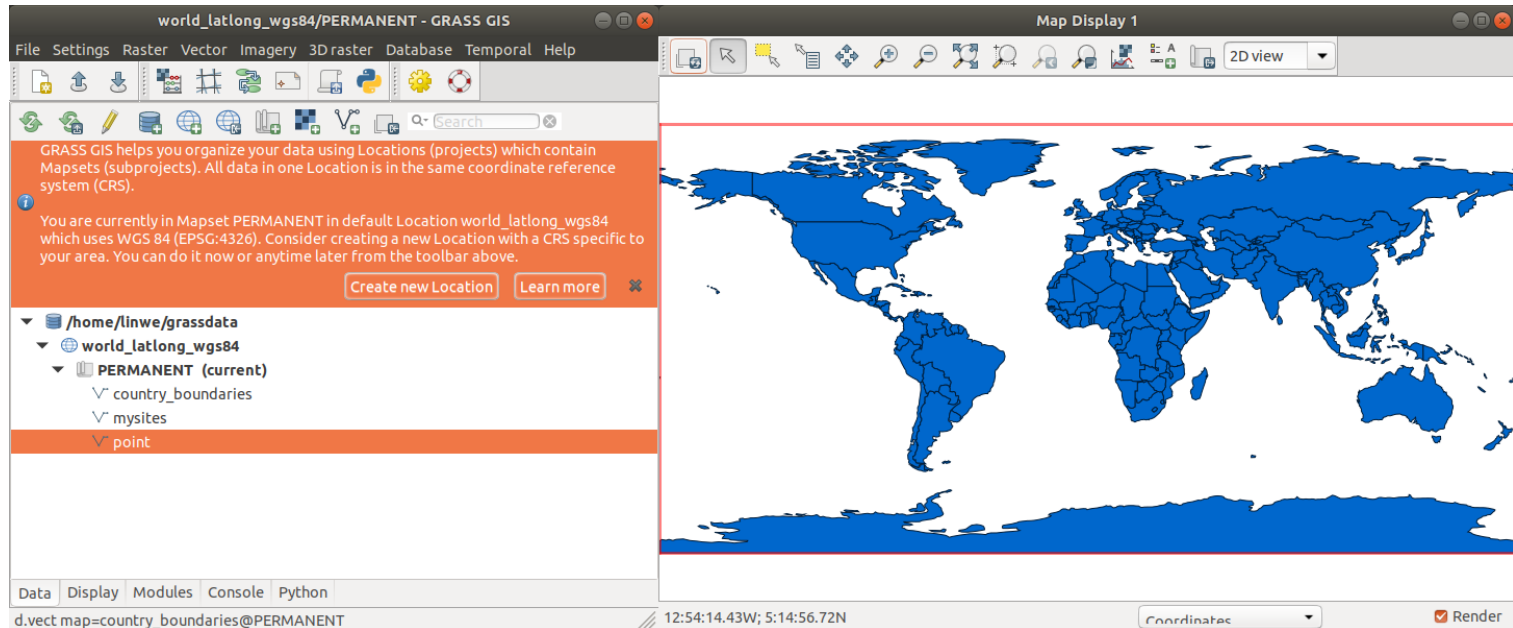 world_latlong_wgs84/PERMANENT - GRASS GIS
File Settings Raster Vector Imagery 3D raster Database Temporal Help
Search
GRASS GIS helps you organize your data using Locations (projects) which contain
Mapsets (subprojects). All data in one Location is in the same coordinate reference
system (CRS).
You are currently in Mapset PERMANENT in default Location world_latlong_wgs84
which uses WGS 84 (EPSG:4326). Consider creating a new Location with a CRS specific to
your area. You can do it now or anytime later from the toolbar above.
Create new Location Learn more
/home/linwe/grassdata
world_latlong_wgs84
PERMANENT (current)
country_boundaries
mysites
point
Data Display Modules Console Python
d.vect map=country_boundaries@PERMANENT
Map Display 1
2D view
12:54:14.43W; 5:14:56.72N
Coordinates
Render